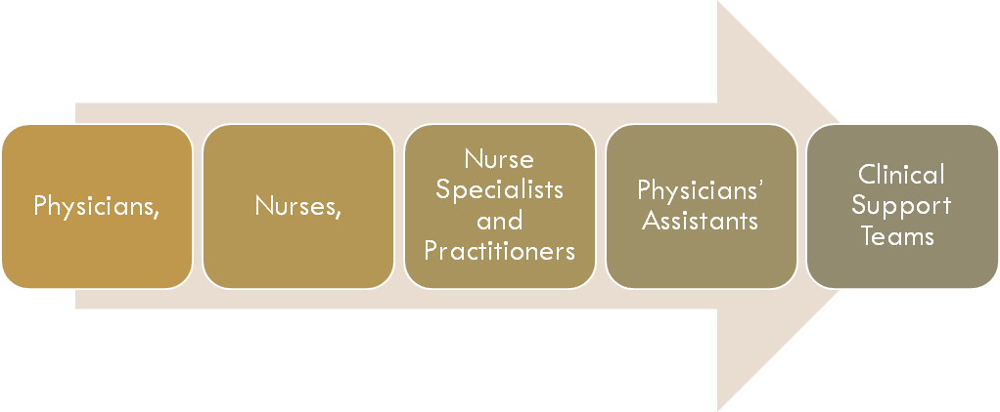 Physicians,
Nurses,
Nurse
Specialists
and
Practitioners
Physicians’
Assistants
Clinical
Support
Teams